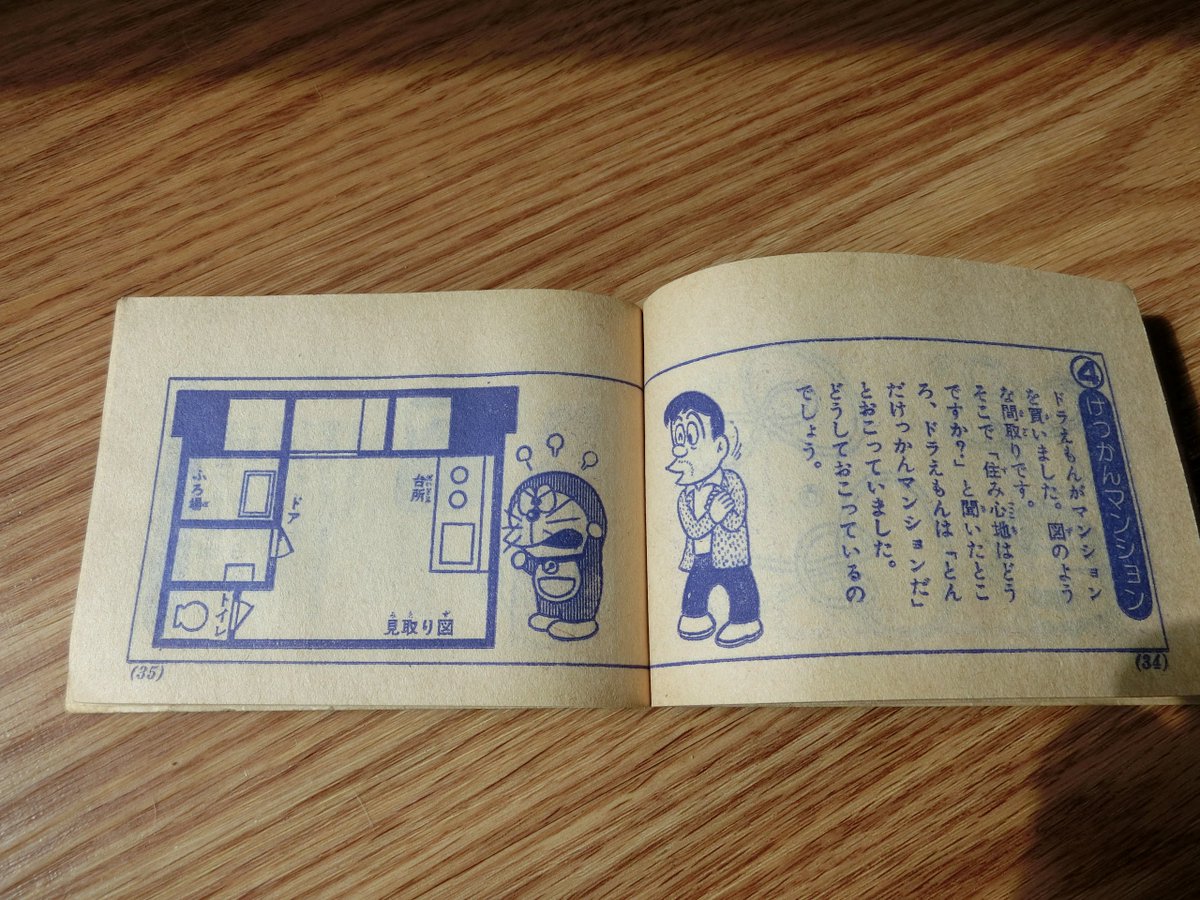 ④けっかんマンション
ドラえもんがマンション
を買いました。図のよう
な間取りです。
そこで「住み心地はどう
ですか？」と聞いたとこ
ろ、ドラえもんは「とん
だけっかんマンションだ」
とおこっていました。
どうしておこっているの
でしょう。
(34)
台所
ドア
ふろ場
トイレ
見取り図
(35)